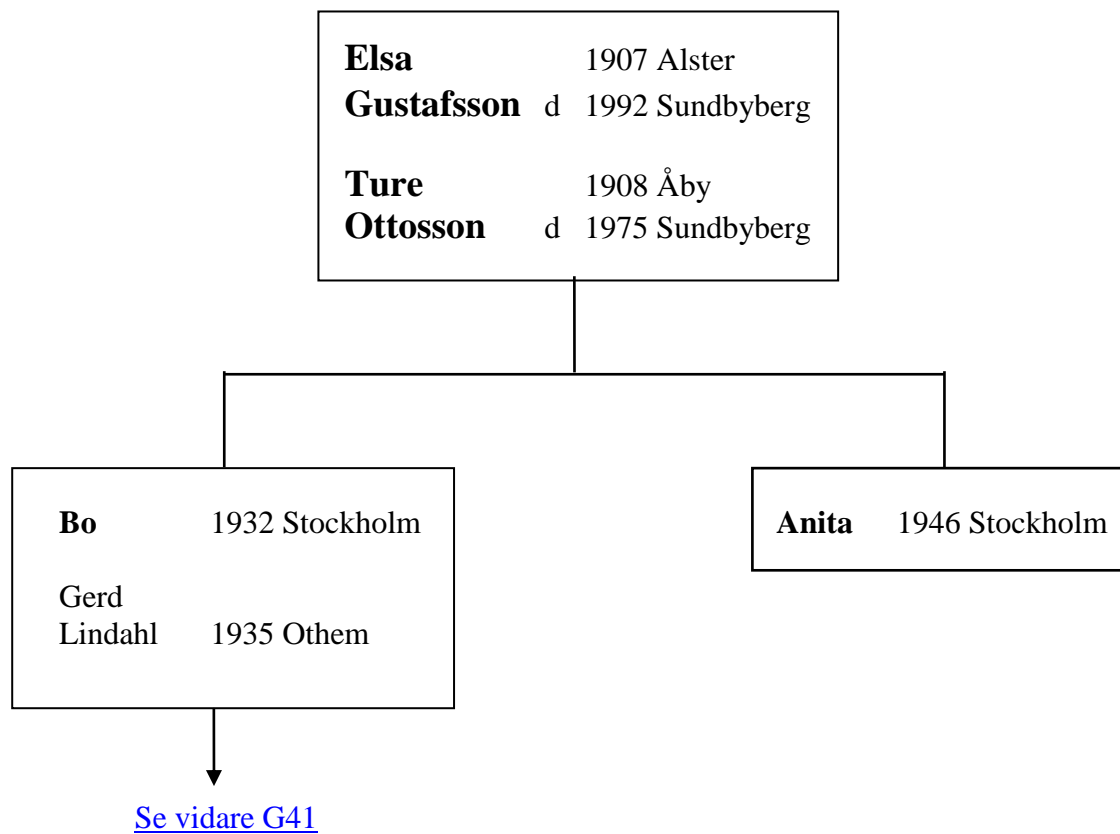 Elsa 1907 Alster
Gustafsson d 1992 Sundbyberg
Ture 1908 Åby
Ottosson d 1975 Sundbyberg
Bo 1932 Stockholm
Gerd
Lindahl 1935 Othem
Anita 1946 Stockholm
Se vidare G41